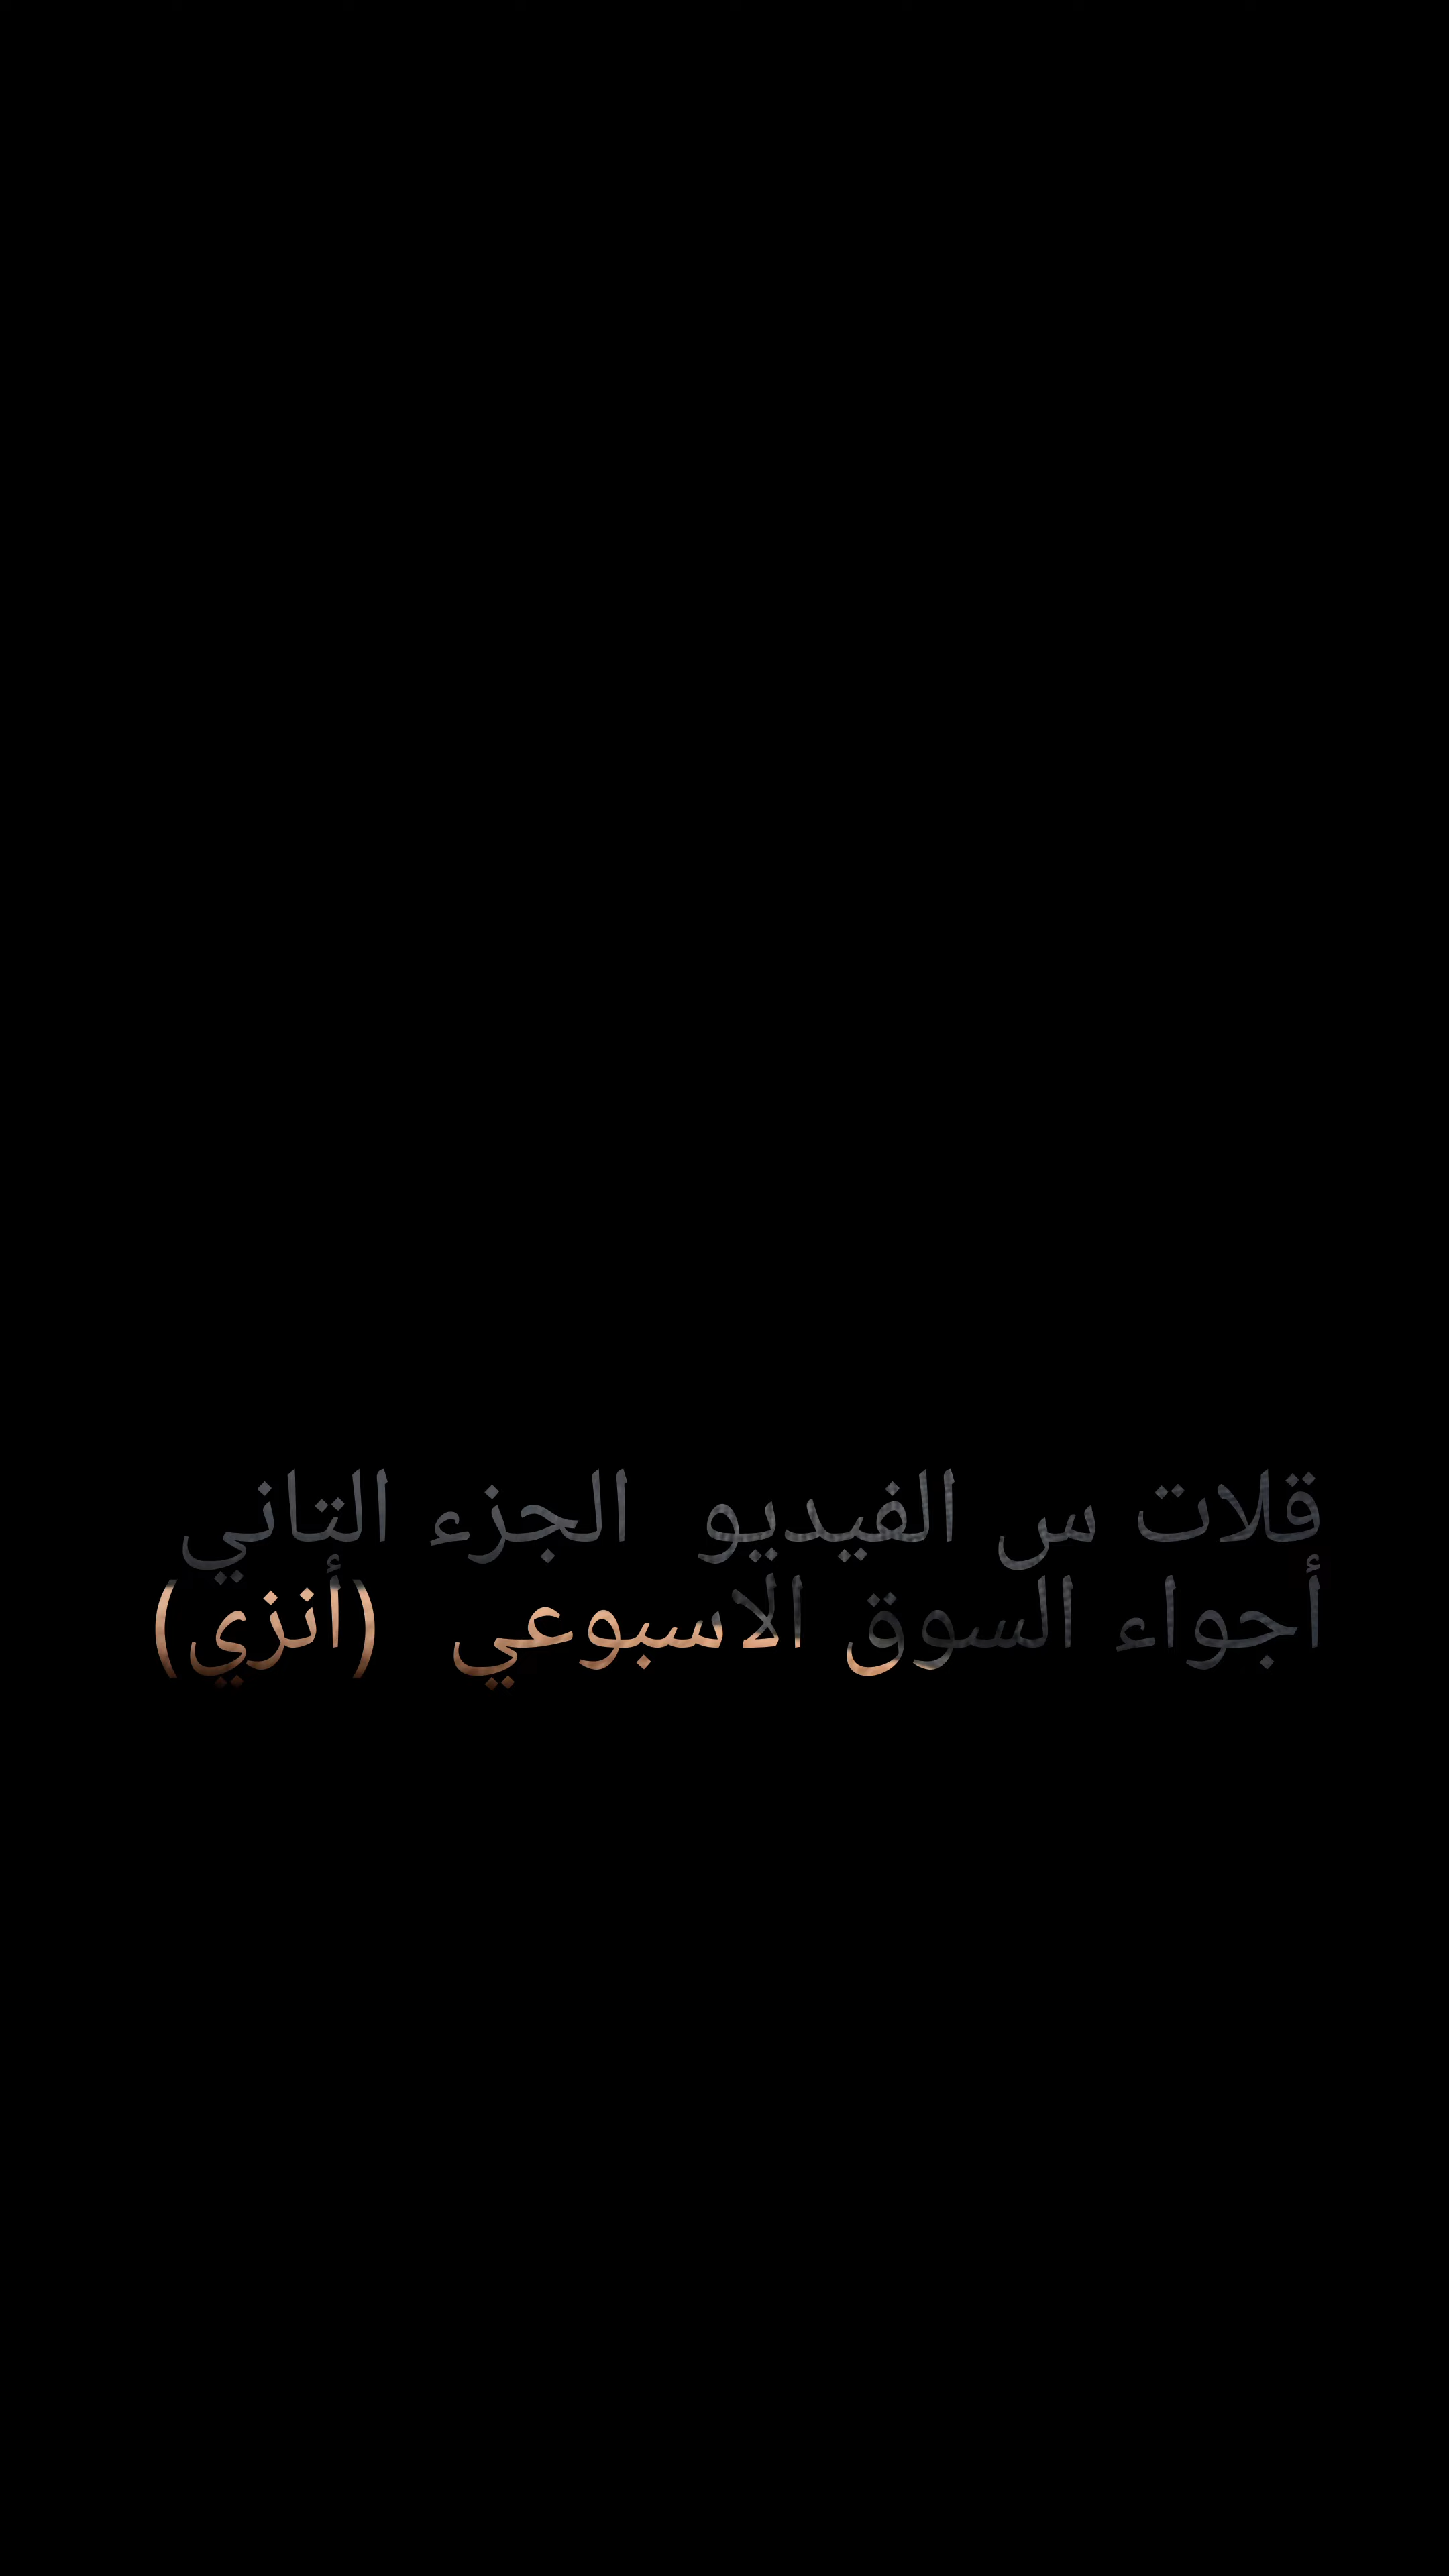 قلات س الفيديو الجزء التاني
أجواء السوق الاسبوعي (أنزي)